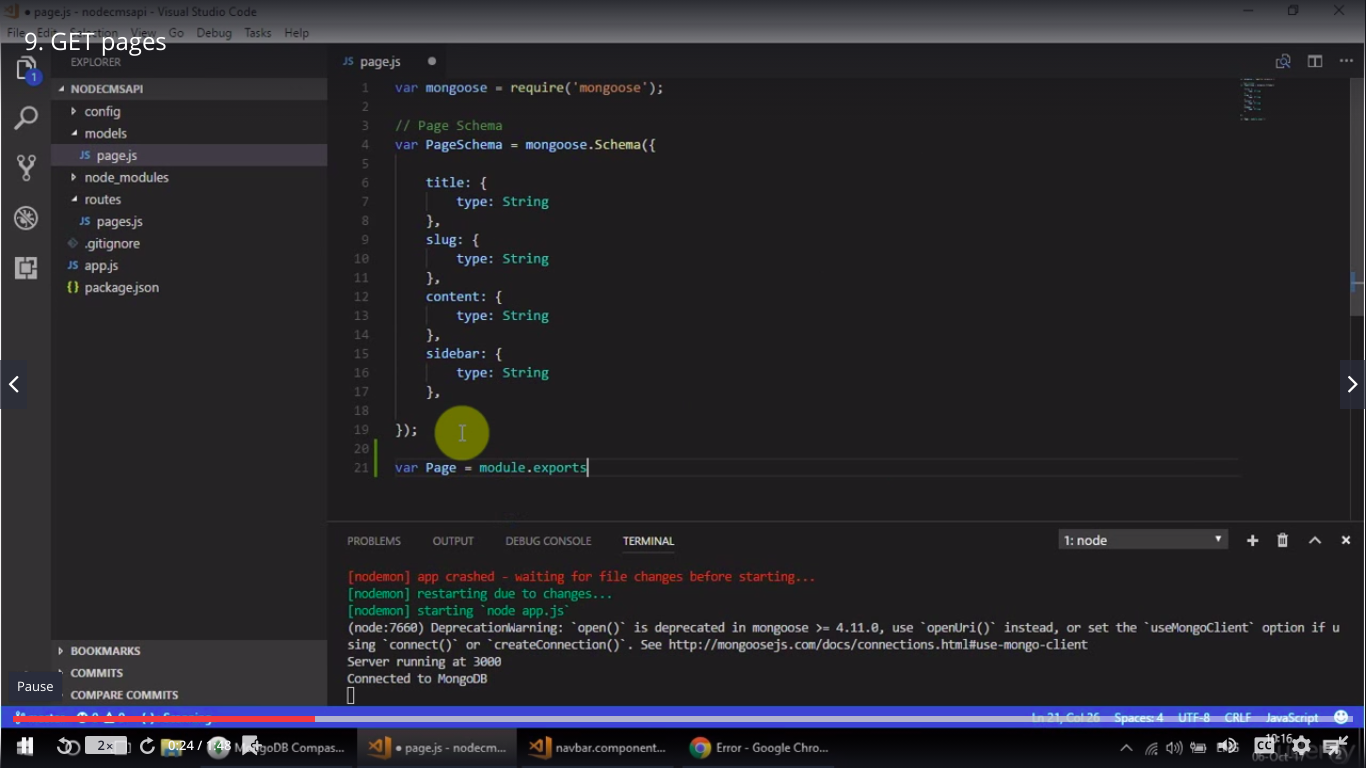 page.js - nodecmsapi - Visual Studio Code
File Edit Selection View Go Debug Tasks Help
9. GET pages
EXPLORER
JS page.js
1
NODECMSAPI
config
models
JS page.js
node_modules
routes
JS pages.js
.gitignore
JS app.js
{} package.json
1 var mongoose = require('mongoose');
2
3 // Page Schema
4 var PageSchema = mongoose.Schema({
5
6 title: {
7 type: String
8 },
9 slug: {
10 type: String
11 },
12 content: {
13 type: String
14 },
15 sidebar: {
16 type: String
17 },
18
19 });
20
21 var Page = module.exports
PROBLEMS OUTPUT DEBUG CONSOLE TERMINAL 1: node
[nodemon] app crashed - waiting for file changes before starting...
[nodemon] restarting due to changes...
[nodemon] starting `node app.js`
(node:7660) DeprecationWarning: `open()` is deprecated in mongoose >= 4.11.0, use `openUri()` instead, or set the `useMongoClient` option if u
sing `connect()` or `createConnection()`. See http://mongoosejs.com/docs/connections.html#use-mongo-client
Server running at 3000
Connected to MongoDB
BOOKMARKS
COMMITS
COMPARE COMMITS
Pause
Ln 21, Col 26 Spaces: 4 UTF-8 CRLF JavaScript
2x 0:24 / 1:48 MongoDB Compas... page.js - nodecm... navbar.component... Error - Google Chro... CC 10:16